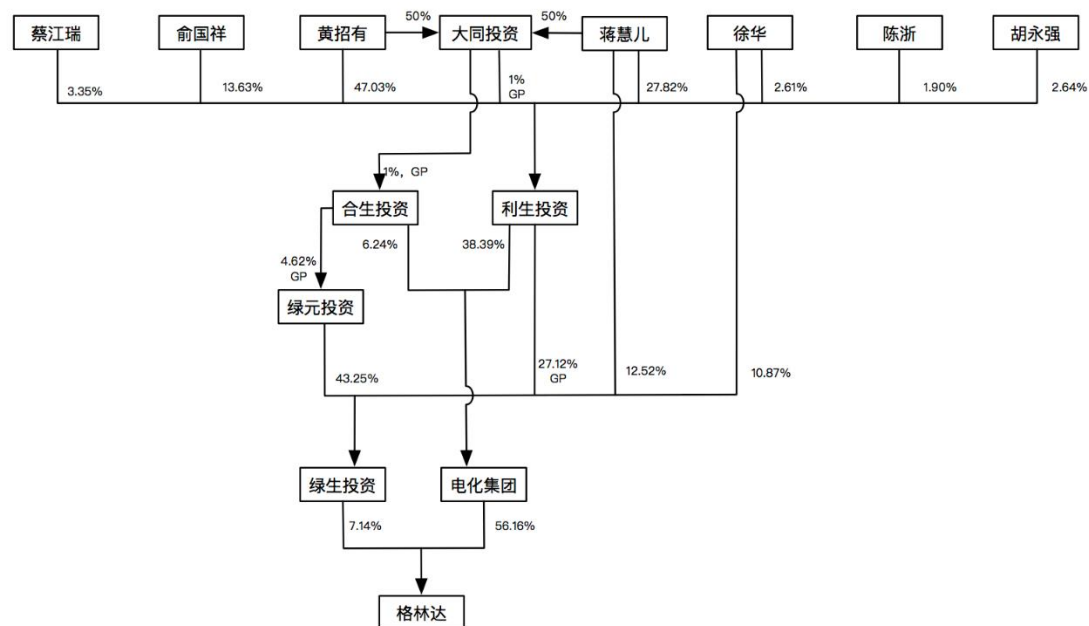 50%
50%
蔡江瑞
俞国祥
黄招有
大同投资
蒋慧儿
徐华
陈浙
胡永强
3.35%
13.63%
47.03%
1%
GP
27.82%
2.61%
1.90%
2.64%
1%，GP
合生投资
利生投资
6.24%
38.39%
4.62%
GP
绿元投资
43.25%
27.12%
GP
12.52%
10.87%
绿生投资
电化集团
7.14%
56.16%
格林达